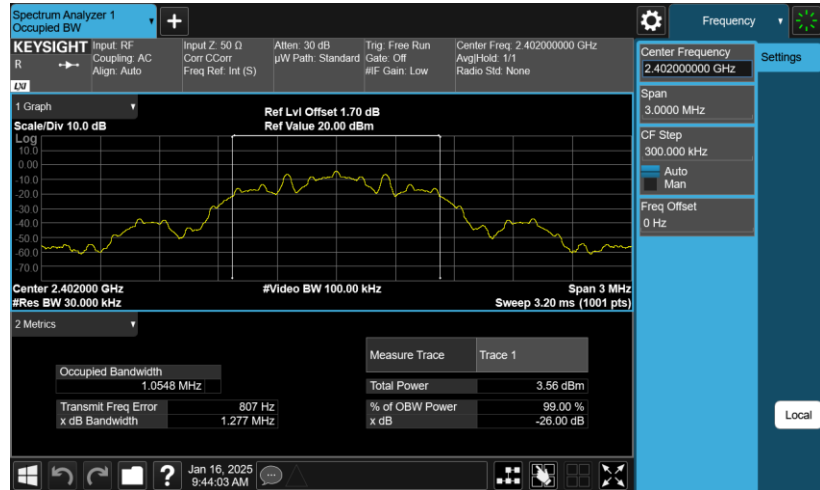 Spectrum Analyzer 1
Occupied BW
Frequency
KEYSIGHT
R
LXI
Input: RF
Coupling: AC
Align: Auto
Input Z: 50 Ω
Corr CCorr
Freq Ref: Int (S)
Atten: 30 dB
µW Path: Standard
Trig: Free Run
Gate: Off
#IF Gain: Low
Center Freq: 2.402000000 GHz
Avg|Hold: 1/1
Radio Std: None
Center Frequency
2.402000000 GHz
Settings
Span
3.0000 MHz
CF Step
300.000 kHz
Auto
Man
Freq Offset
0 Hz
Local
1 Graph
Scale/Div 10.0 dB
Ref Lvl Offset 1.70 dB
Ref Value 20.00 dBm
Log
10.0
0.00
-10.0
-20.0
-30.0
-40.0
-50.0
-60.0
-70.0
Center 2.402000 GHz
#Video BW 100.00 kHz
Span 3 MHz
#Res BW 30.000 kHz
Sweep 3.20 ms (1001 pts)
2 Metrics
Measure Trace
Trace 1
Occupied Bandwidth
1.0548 MHz
Total Power
3.56 dBm
Transmit Freq Error
807 Hz
% of OBW Power
99.00 %
x dB Bandwidth
1.277 MHz
x dB
-26.00 dB
?
Jan 16, 2025
9:44:03 AM